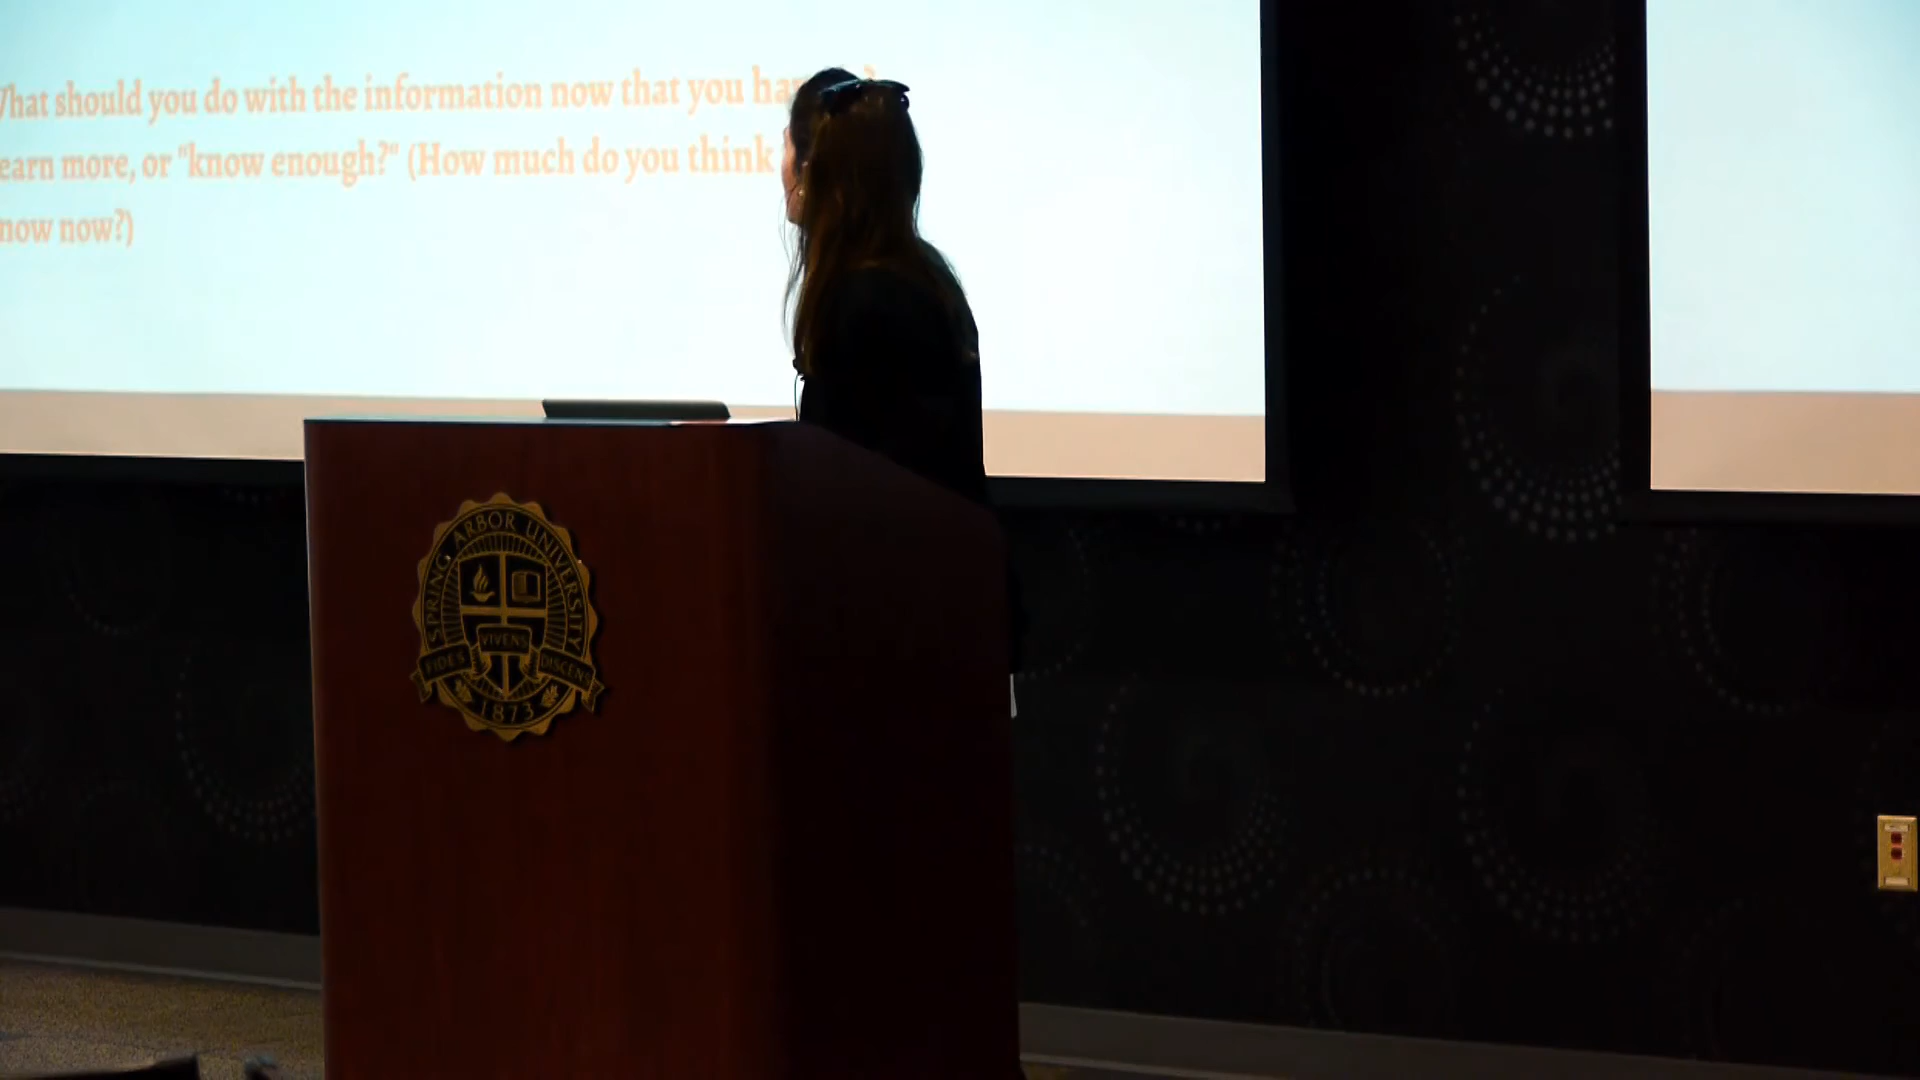 hat should you do with the information now that you ha
earn more, or "know enough?" (How much do you think
now now?)
SPRING ARBOR UNIVERSITY
VIVENS
FIDES
DISCENS
1873